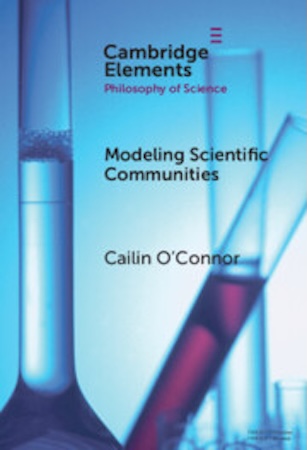 Cambridge
Elements
Philosophy of Science
Modeling Scientific
Communities
Cailin O'Connor